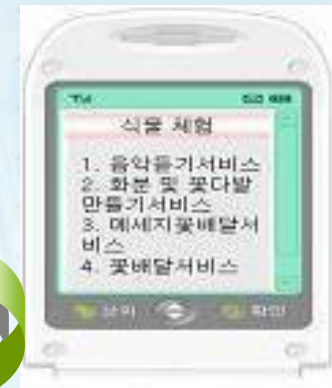 식물 체험
1. 음악듣기서비스
2. 화분 및 꽃다발
만들기서비스
3. 메세지꽃배달서
비스
4. 꽃배달서비스
확인